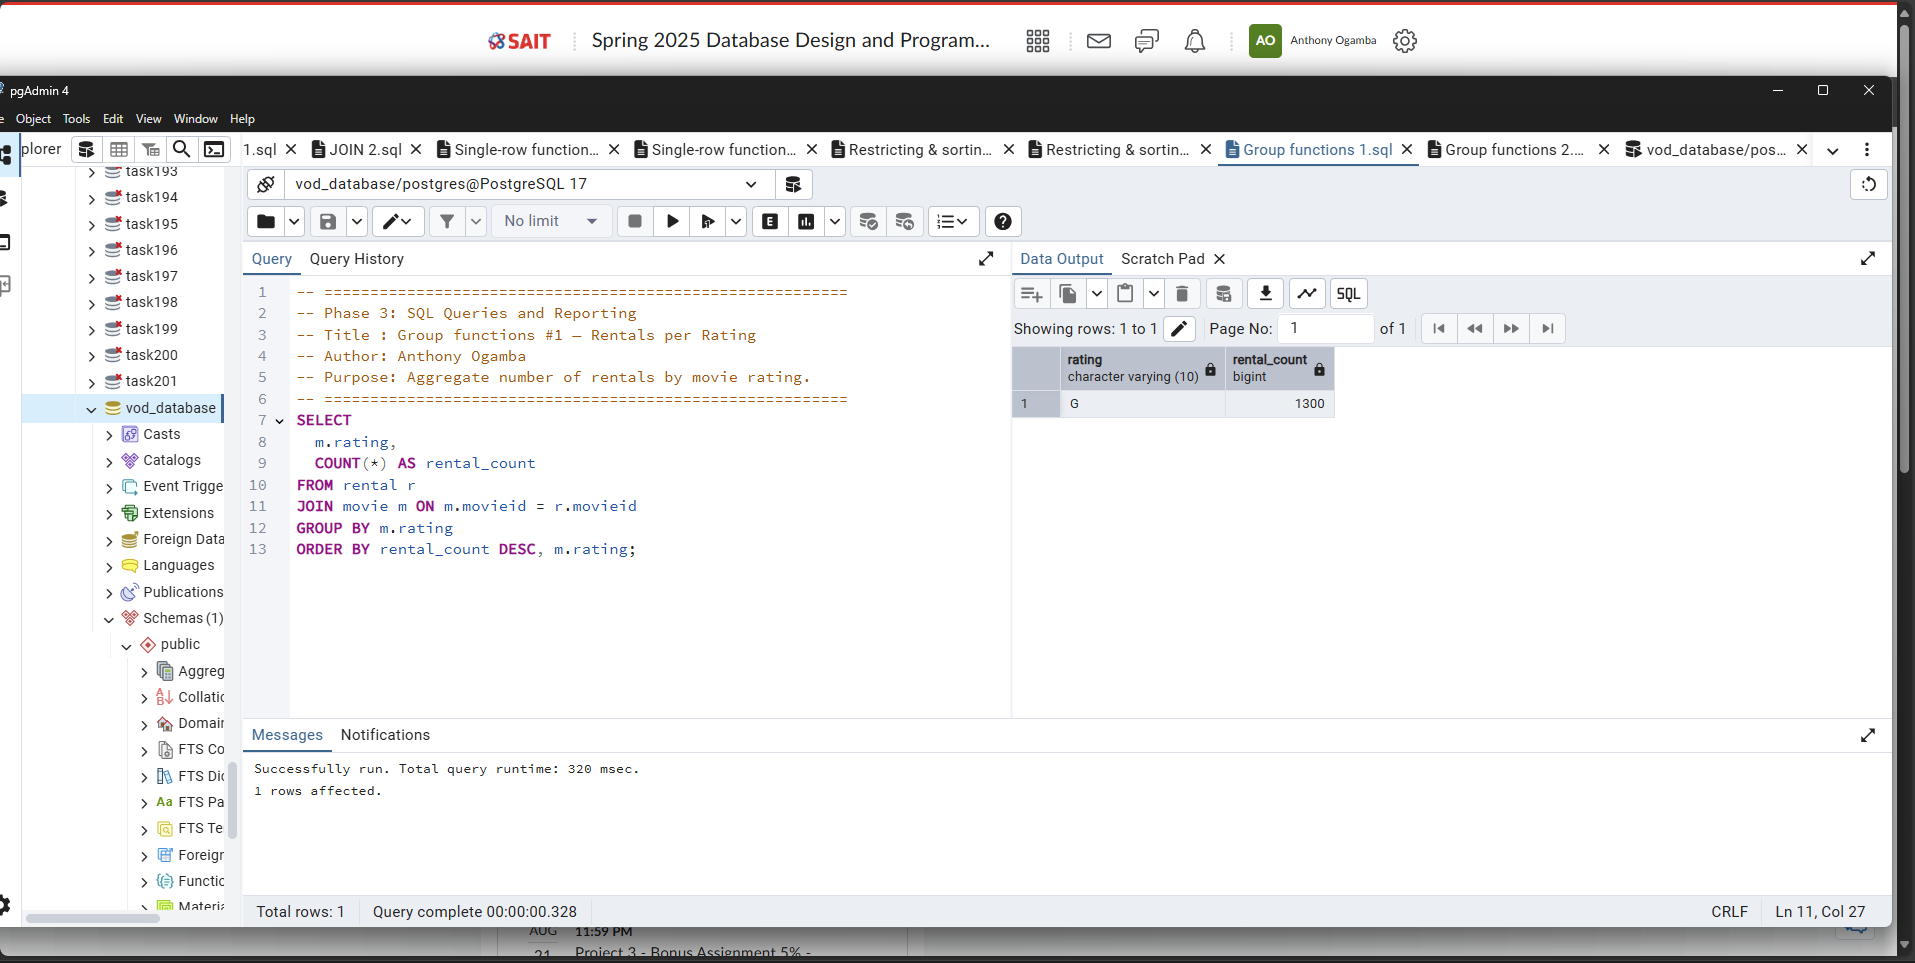 SAIT
Spring 2025 Database Design and Program...
AO
Anthony Ogamba
pgAdmin 4
Object Tools Edit View Window Help
plorer
1.sql
JOIN 2.sql
Single-row function...
Single-row function...
Restricting & sortin...
Restricting & sortin...
Group functions 1.sql
Group functions 2....
vod_database/pos...
task193
task194
task195
task196
task197
task198
task199
task200
task201
vod_database
Casts
Catalogs
Event Trigge
Extensions
Foreign Data
Languages
Publications
Schemas (1)
public
Aggreg
Collatic
Domair
FTS Co
FTS Dic
Aa FTS Pa
FTS Te
Foreigr
Functic
Materia
vod_database/postgres@PostgreSQL 17
No limit
E
Query Query History
1 -- =========================================================
2 -- Phase 3: SQL Queries and Reporting
3 -- Title : Group functions #1 – Rentals per Rating
4 -- Author: Anthony Ogamba
5 -- Purpose: Aggregate number of rentals by movie rating.
6 -- =========================================================
7 SELECT
8 m.rating,
9 COUNT(*) AS rental_count
10 FROM rental r
11 JOIN movie m ON m.movieid = r.movieid
12 GROUP BY m.rating
13 ORDER BY rental_count DESC, m.rating;
Data Output Scratch Pad
SQL
Showing rows: 1 to 1 Page No: 1 of 1
rating rental_count
character varying (10) bigint
1 G 1300
Messages Notifications
Successfully run. Total query runtime: 320 msec.
1 rows affected.
Total rows: 1 Query complete 00:00:00.328 CRLF Ln 11, Col 27
AUG 11:59 PM
21 Project 3 - Bonus Assignment 5% -